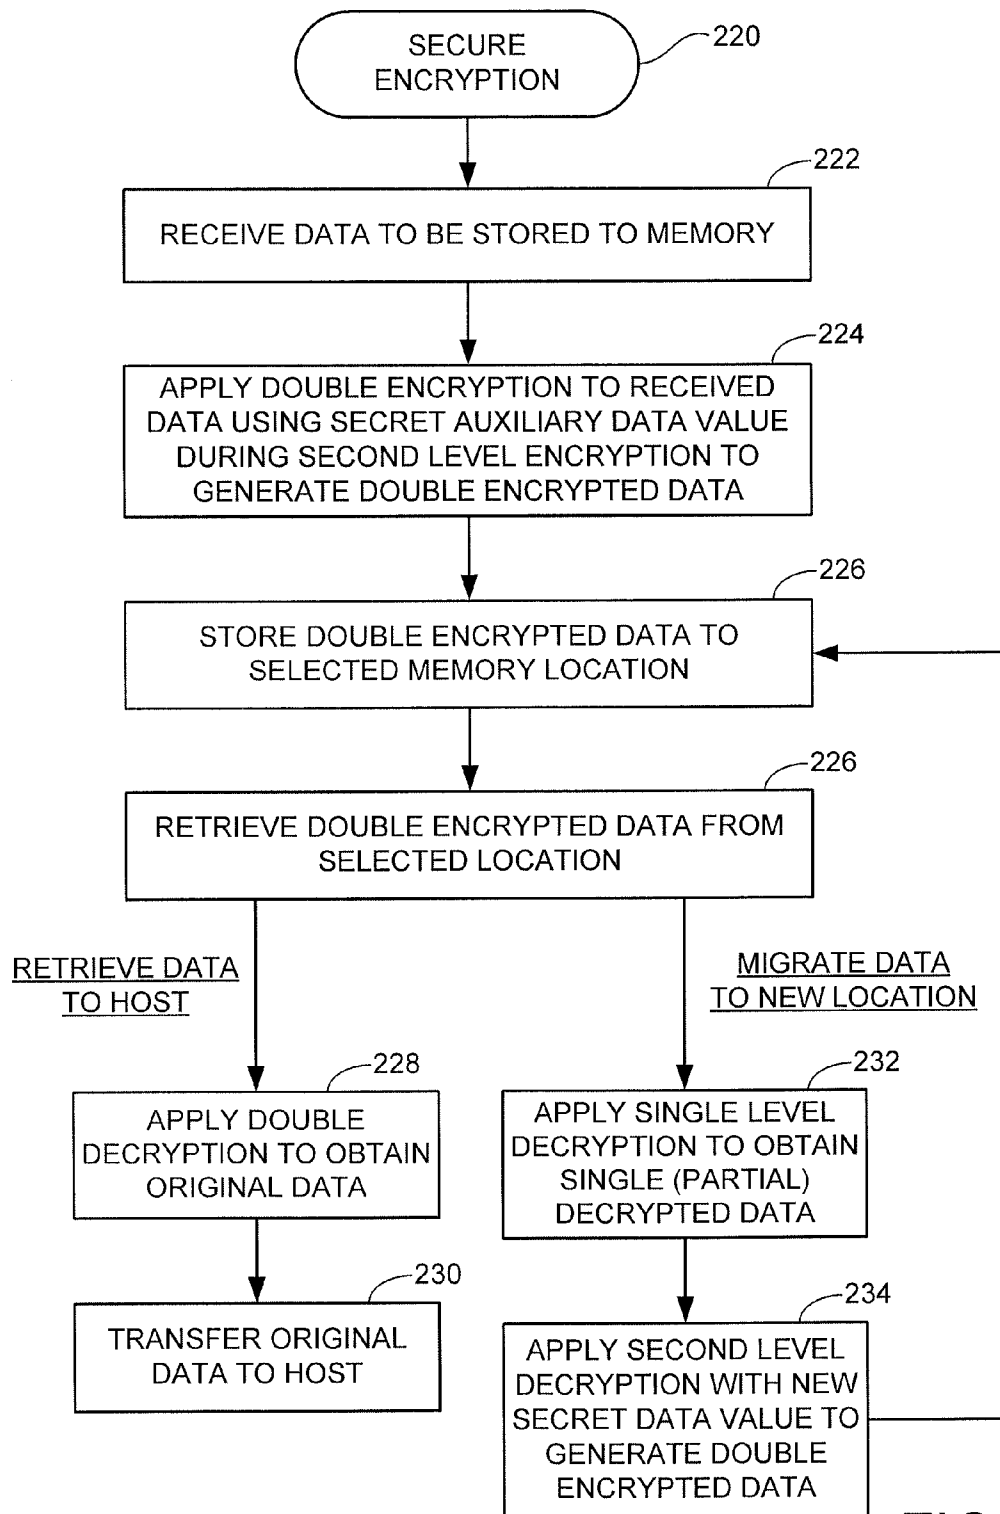 SECURE
ENCRYPTION
220
222
RECEIVE DATA TO BE STORED TO MEMORY
224
APPLY DOUBLE ENCRYPTION TO RECEIVED
DATA USING SECRET AUXILIARY DATA VALUE
DURING SECOND LEVEL ENCRYPTION TO
GENERATE DOUBLE ENCRYPTED DATA
226
STORE DOUBLE ENCRYPTED DATA TO
SELECTED MEMORY LOCATION
226
RETRIEVE DOUBLE ENCRYPTED DATA FROM
SELECTED LOCATION
RETRIEVE DATA
TO HOST
MIGRATE DATA
TO NEW LOCATION
228
APPLY DOUBLE
DECRYPTION TO OBTAIN
ORIGINAL DATA
230
TRANSFER ORIGINAL
DATA TO HOST
232
APPLY SINGLE LEVEL
DECRYPTION TO OBTAIN
SINGLE (PARTIAL)
DECRYPTED DATA
234
APPLY SECOND LEVEL
DECRYPTION WITH NEW
SECRET DATA VALUE TO
GENERATE DOUBLE
ENCRYPTED DATA